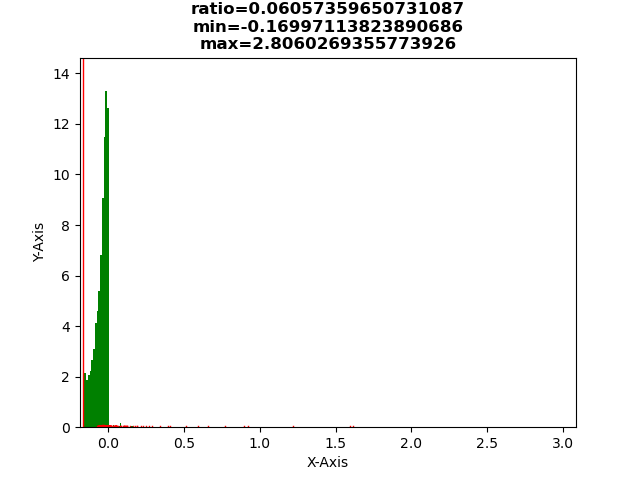 ratio=0.06057359650731087
min=-0.16997113823890686
max=2.8060269355773926
14
12
10
8
6
4
2
0
Y-Axis
0.0 0.5 1.0 1.5 2.0 2.5 3.0
X-Axis